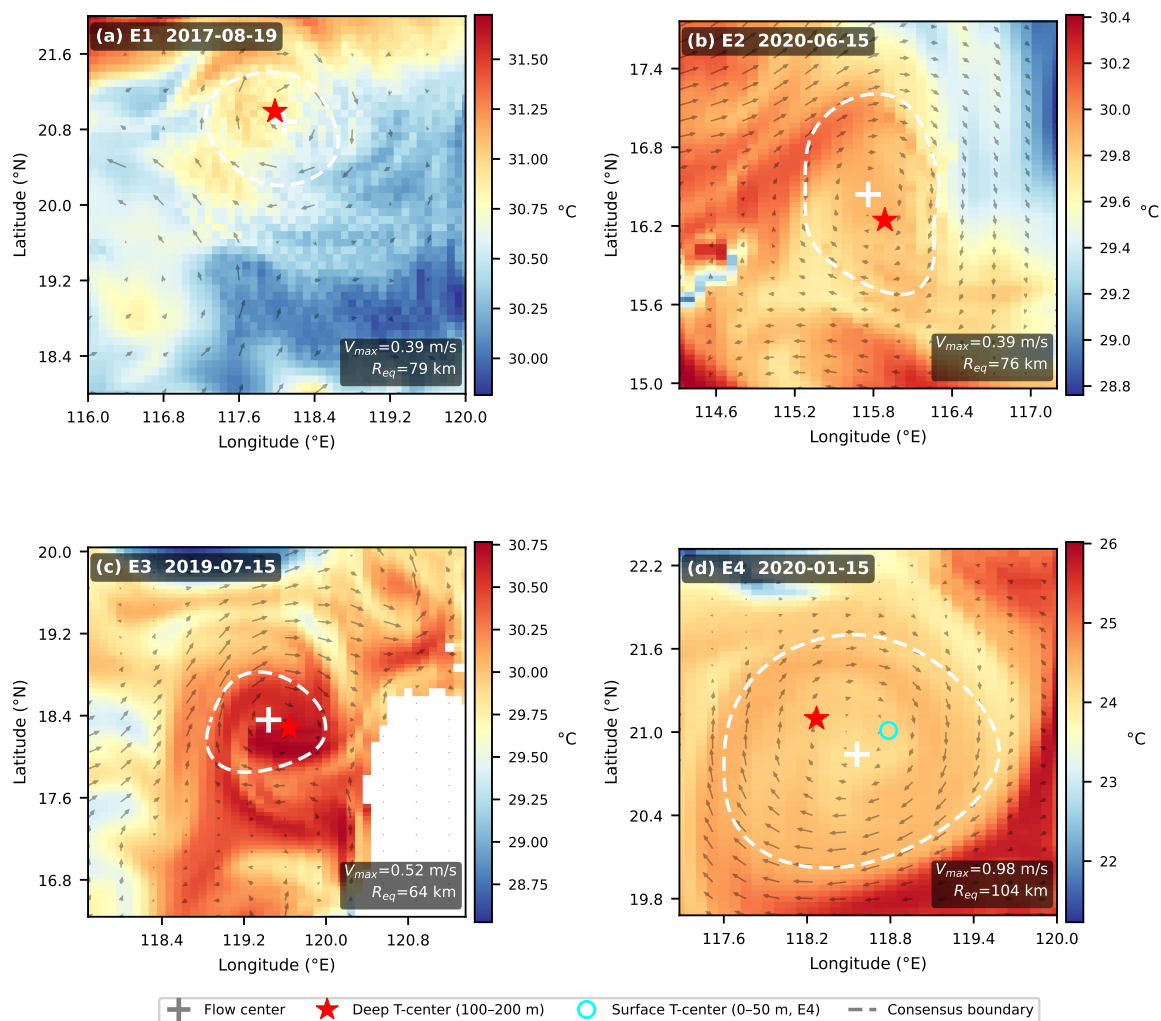 (a) E1 2017-08-19
21.6
20.8
20.0
19.2
18.4
Latitude (°N)
116.0 116.8 117.6 118.4 119.2 120.0
Longitude (°E)
V_max=0.39 m/s
R_eq=79 km
31.50
31.25
31.00
30.75
30.50
30.25
30.00
°C
(b) E2 2020-06-15
17.4
16.8
16.2
15.6
15.0
Latitude (°N)
114.6 115.2 115.8 116.4 117.0
Longitude (°E)
V_max=0.39 m/s
R_eq=76 km
30.4
30.2
30.0
29.8
29.6
29.4
29.2
29.0
28.8
°C
(c) E3 2019-07-15
20.0
19.2
18.4
17.6
16.8
Latitude (°N)
118.4 119.2 120.0 120.8
Longitude (°E)
V_max=0.52 m/s
R_eq=64 km
30.75
30.50
30.25
30.00
29.75
29.50
29.25
29.00
28.75
°C
(d) E4 2020-01-15
22.2
21.6
21.0
20.4
19.8
Latitude (°N)
117.6 118.2 118.8 119.4 120.0
Longitude (°E)
V_max=0.98 m/s
R_eq=104 km
26
25
24
23
22
°C
Flow center Deep T-center (100–200 m) Surface T-center (0–50 m, E4) Consensus boundary